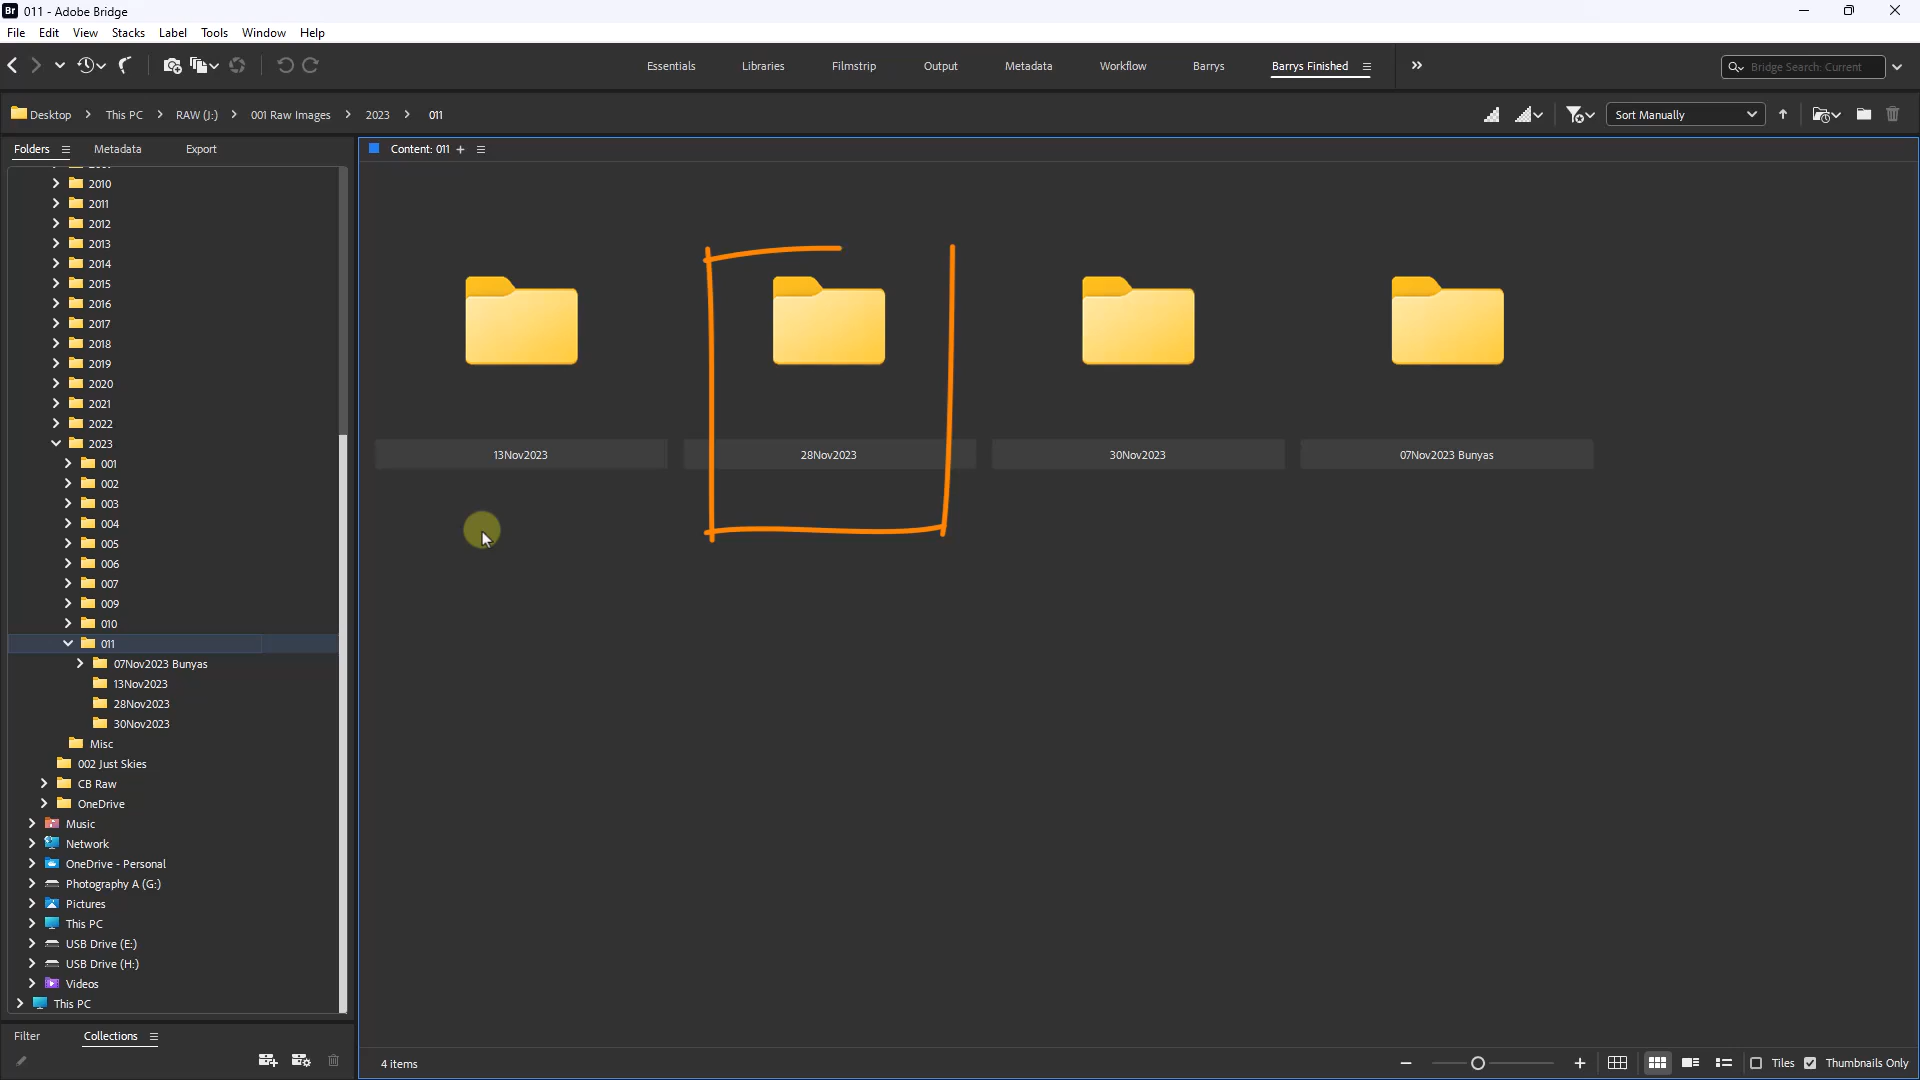 Br 011 - Adobe Bridge
File Edit View Stacks Label Tools Window Help
Essentials Libraries Filmstrip Output Metadata Workflow Barrys Barrys Finished
Bridge Search: Current
Desktop This PC RAW (J:) 001 Raw Images 2023 011
Sort Manually
Folders Metadata Export
Content: 011
2010
2011
2012
2013
2014
2015
2016
2017
2018
2019
2020
2021
2022
2023
001
002
003
004
005
006
007
009
010
011
07Nov2023 Bunyas
13Nov2023
28Nov2023
30Nov2023
Misc
002 Just Skies
CB Raw
OneDrive
Music
Network
OneDrive - Personal
Photography A (G:)
Pictures
This PC
USB Drive (E:)
USB Drive (H:)
Videos
This PC
13Nov2023 28Nov2023 30Nov2023 07Nov2023 Bunyas
Filter Collections
4 items
Tiles Thumbnails Only